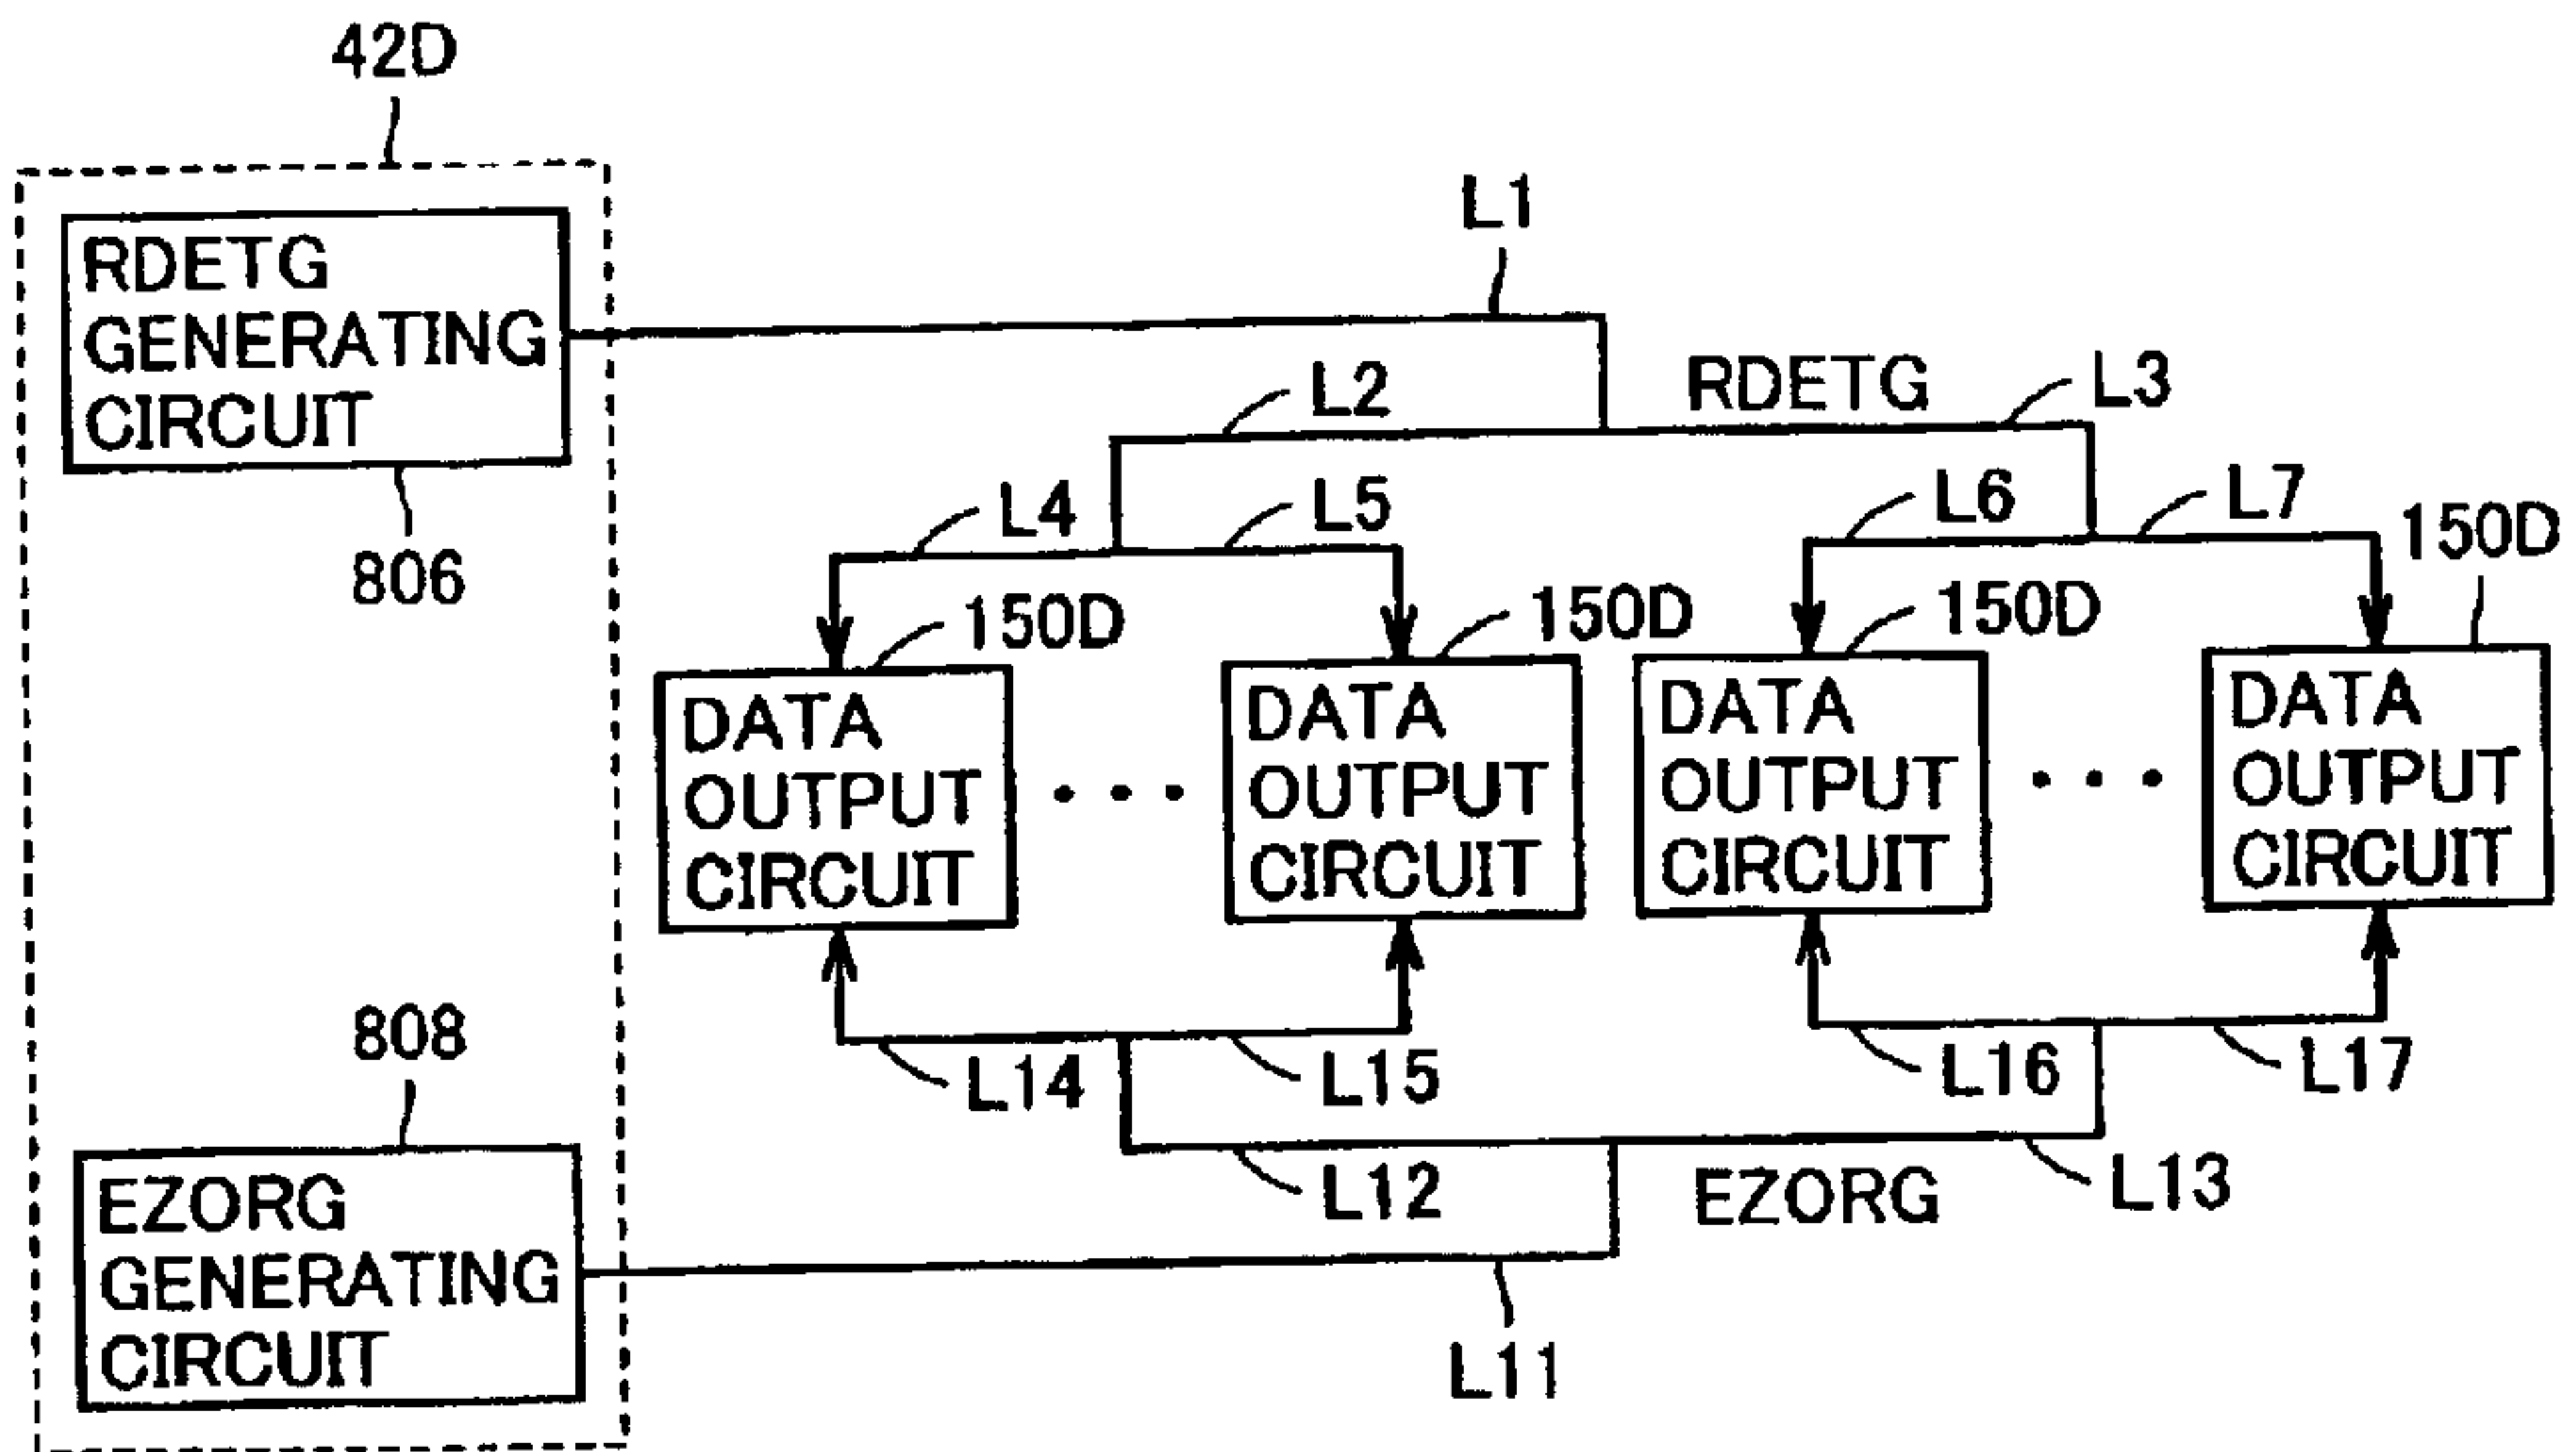 42D
RDETG
GENERATING
CIRCUIT
806
L1
L2
RDETG
L3
L4
L5
L6
L7
150D
150D
150D
150D
DATA
OUTPUT
CIRCUIT
. . .
DATA
OUTPUT
CIRCUIT
DATA
OUTPUT
CIRCUIT
. . .
DATA
OUTPUT
CIRCUIT
808
EZORG
GENERATING
CIRCUIT
L14
L15
L16
L17
L12
EZORG
L13
L11